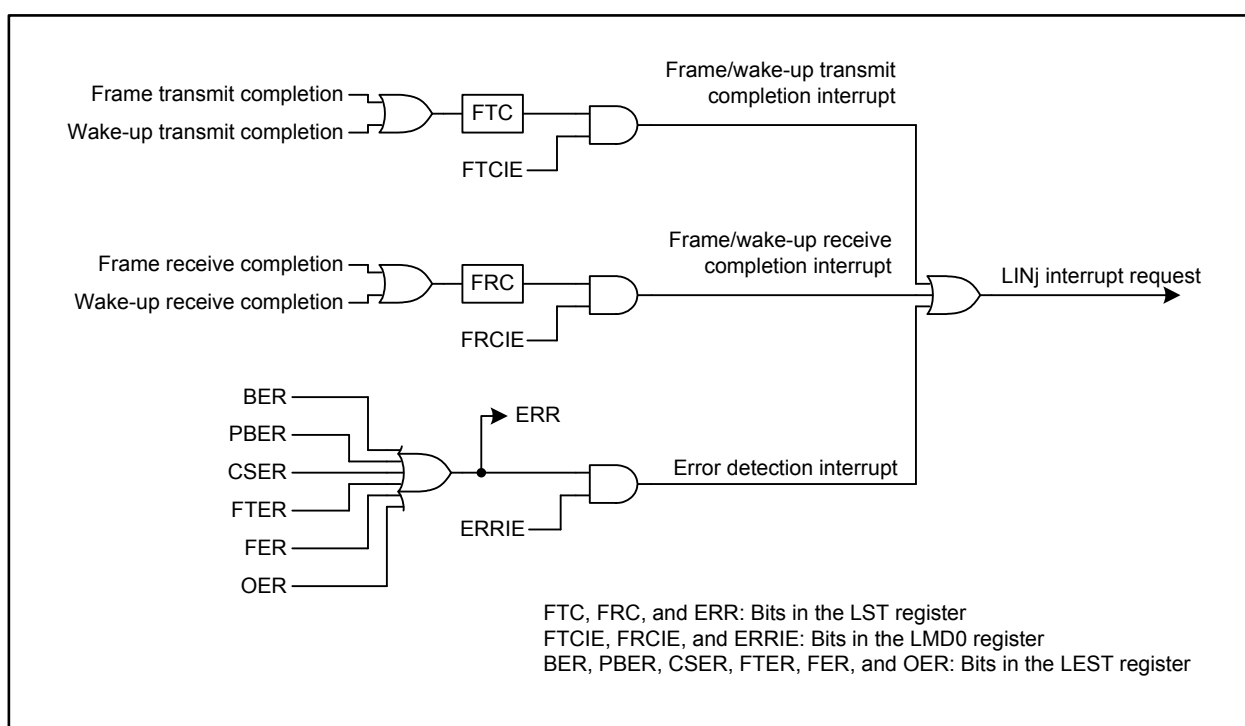 Frame/wake-up transmit
completion interrupt
Frame transmit completion
Wake-up transmit completion
FTC
FTCIE
Frame/wake-up receive
completion interrupt
Frame receive completion
Wake-up receive completion
FRC
FRCIE
LINj interrupt request
BER
PBER
CSER
FTER
FER
OER
ERR
Error detection interrupt
ERRIE
FTC, FRC, and ERR: Bits in the LST register
FTCIE, FRCIE, and ERRIE: Bits in the LMD0 register
BER, PBER, CSER, FTER, FER, and OER: Bits in the LEST register